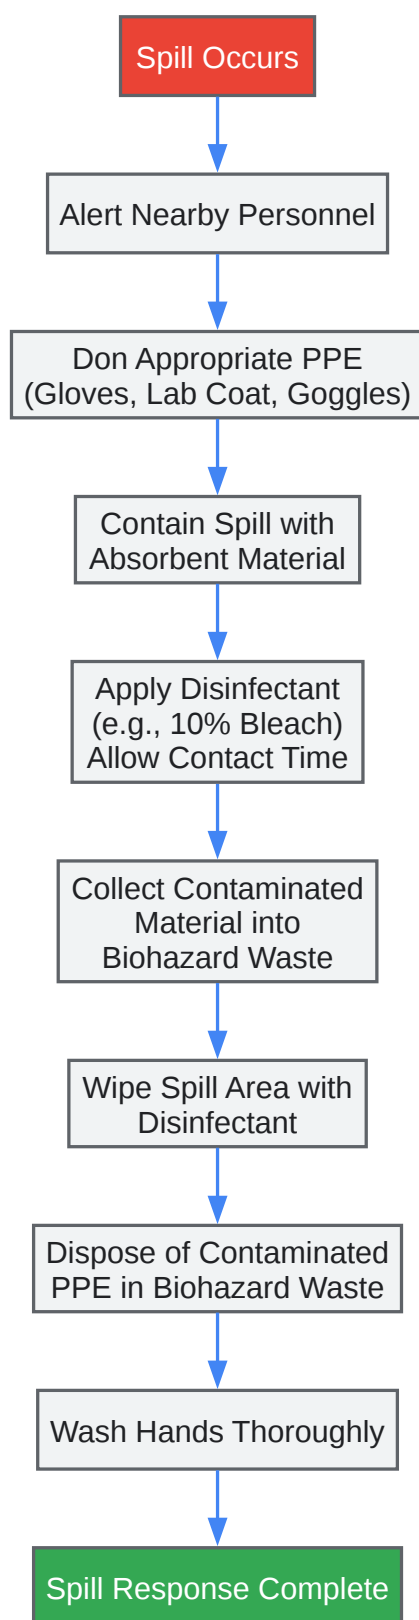 Spill Occurs
Alert Nearby Personnel
Don Appropriate PPE
(Gloves, Lab Coat, Goggles)
Contain Spill with
Absorbent Material
Apply Disinfectant
(e.g., 10% Bleach)
Allow Contact Time
Collect Contaminated
Material into
Biohazard Waste
Wipe Spill Area with
Disinfectant
Dispose of Contaminated
PPE in Biohazard Waste
Wash Hands Thoroughly
Spill Response Complete